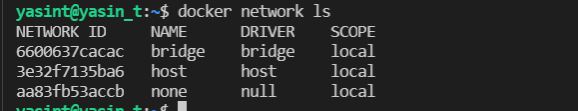 yasint@yasin_t:~$ docker network ls
NETWORK ID     NAME      DRIVER    SCOPE
6600637cacac   bridge    bridge    local
3e32f7135ba6   host      host      local
aa83fb53accb   none      null      local
yasint@yasin_t:~$